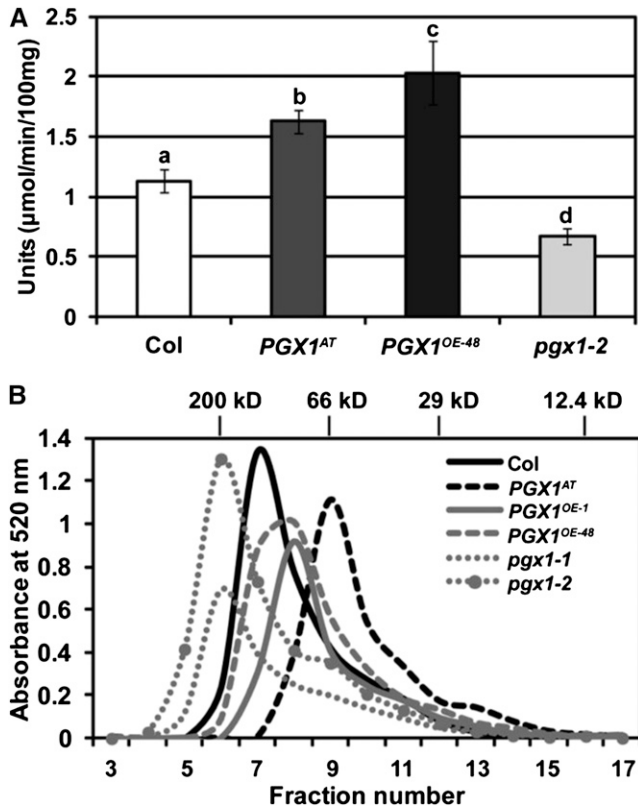 A
2.5
2
1.5
1
0.5
0
Units (µmol/min/100mg)
a
b
c
d
Col
PGX1AT
PGX1OE-48
pgx1-2
B
200 kD
66 kD
29 kD
12.4 kD
1.4
1.2
1
0.8
0.6
0.4
0.2
0
Absorbance at 520 nm
Col
PGX1AT
PGX1OE-1
PGX1OE-48
pgx1-1
pgx1-2
3 5 7 9 11 13 15 17
Fraction number